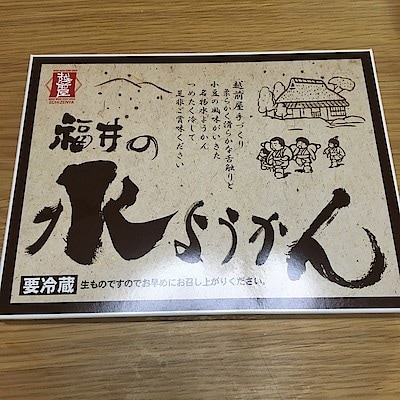 越前屋
ECHIZENYA
越前屋手づくり
柔らかく滑らかな舌触りと
小豆の風味がいきた
名物水ようかん
つめたく冷して
是非ご賞味ください
福井の
水ようかん
要冷蔵 生ものですのでお早めにお召し上がりください。